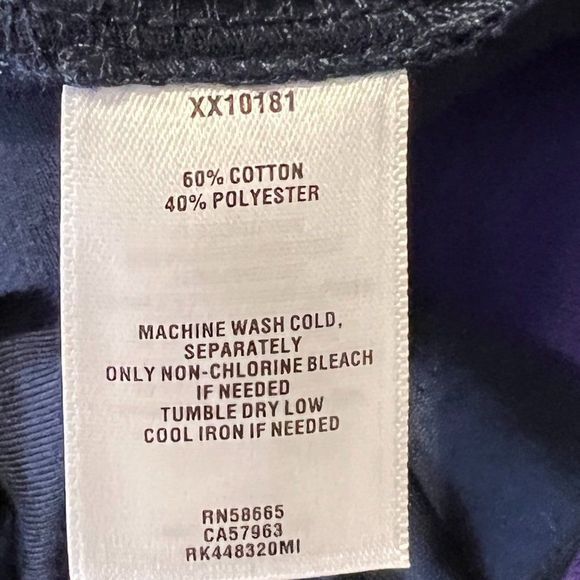 XX10181
60% COTTON
40% POLYESTER
MACHINE WASH COLD,
SEPARATELY
ONLY NON-CHLORINE BLEACH
IF NEEDED
TUMBLE DRY LOW
COOL IRON IF NEEDED
RN58665
CA57963
RK448320MI